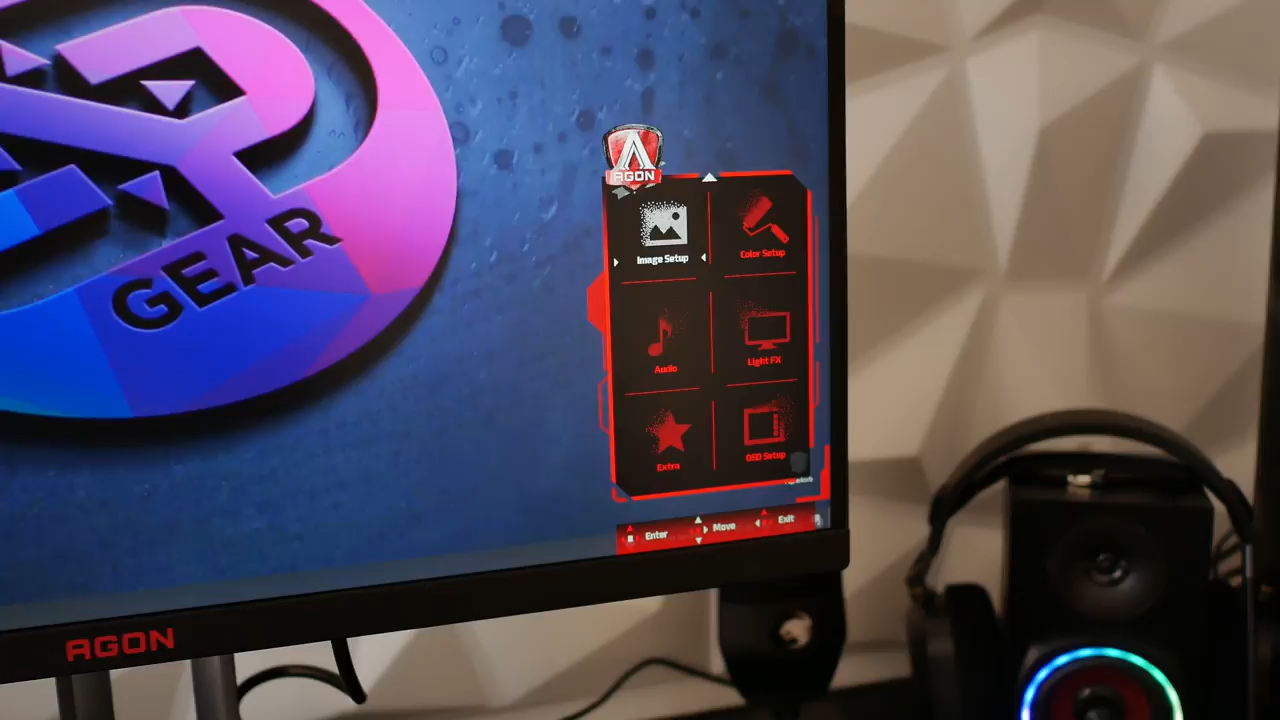 GEAR
AGON
Image Setup
Color Setup
Audio
Light FX
Extra
OSD Setup
Enter
Move
Exit
AGON